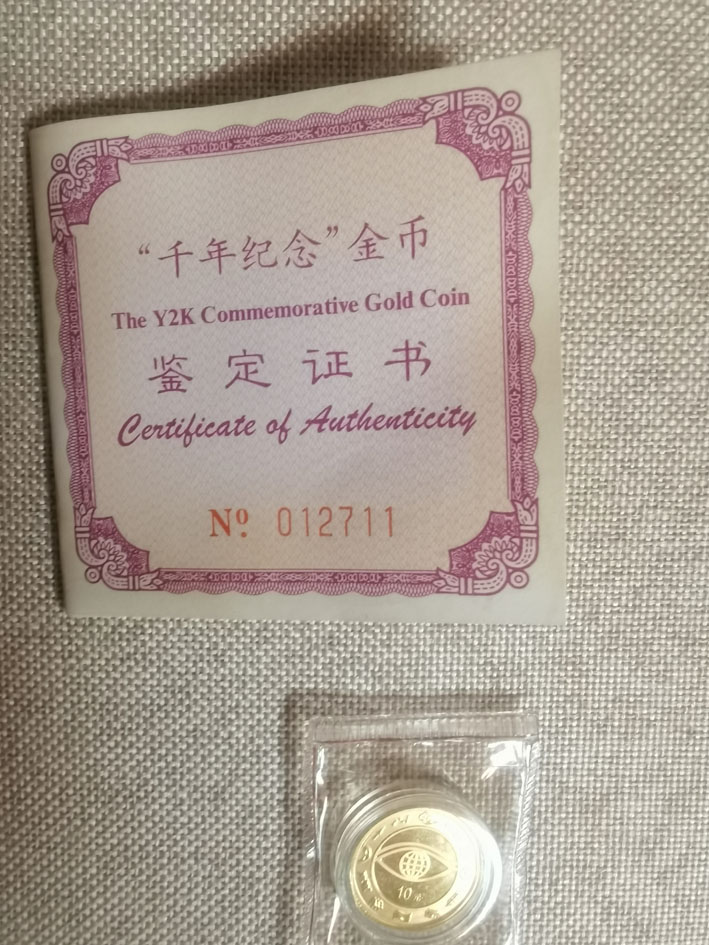 “千年纪念”金币
The Y2K Commemorative Gold Coin
鉴定证书
Certificate of Authenticity
Nº 012711
10